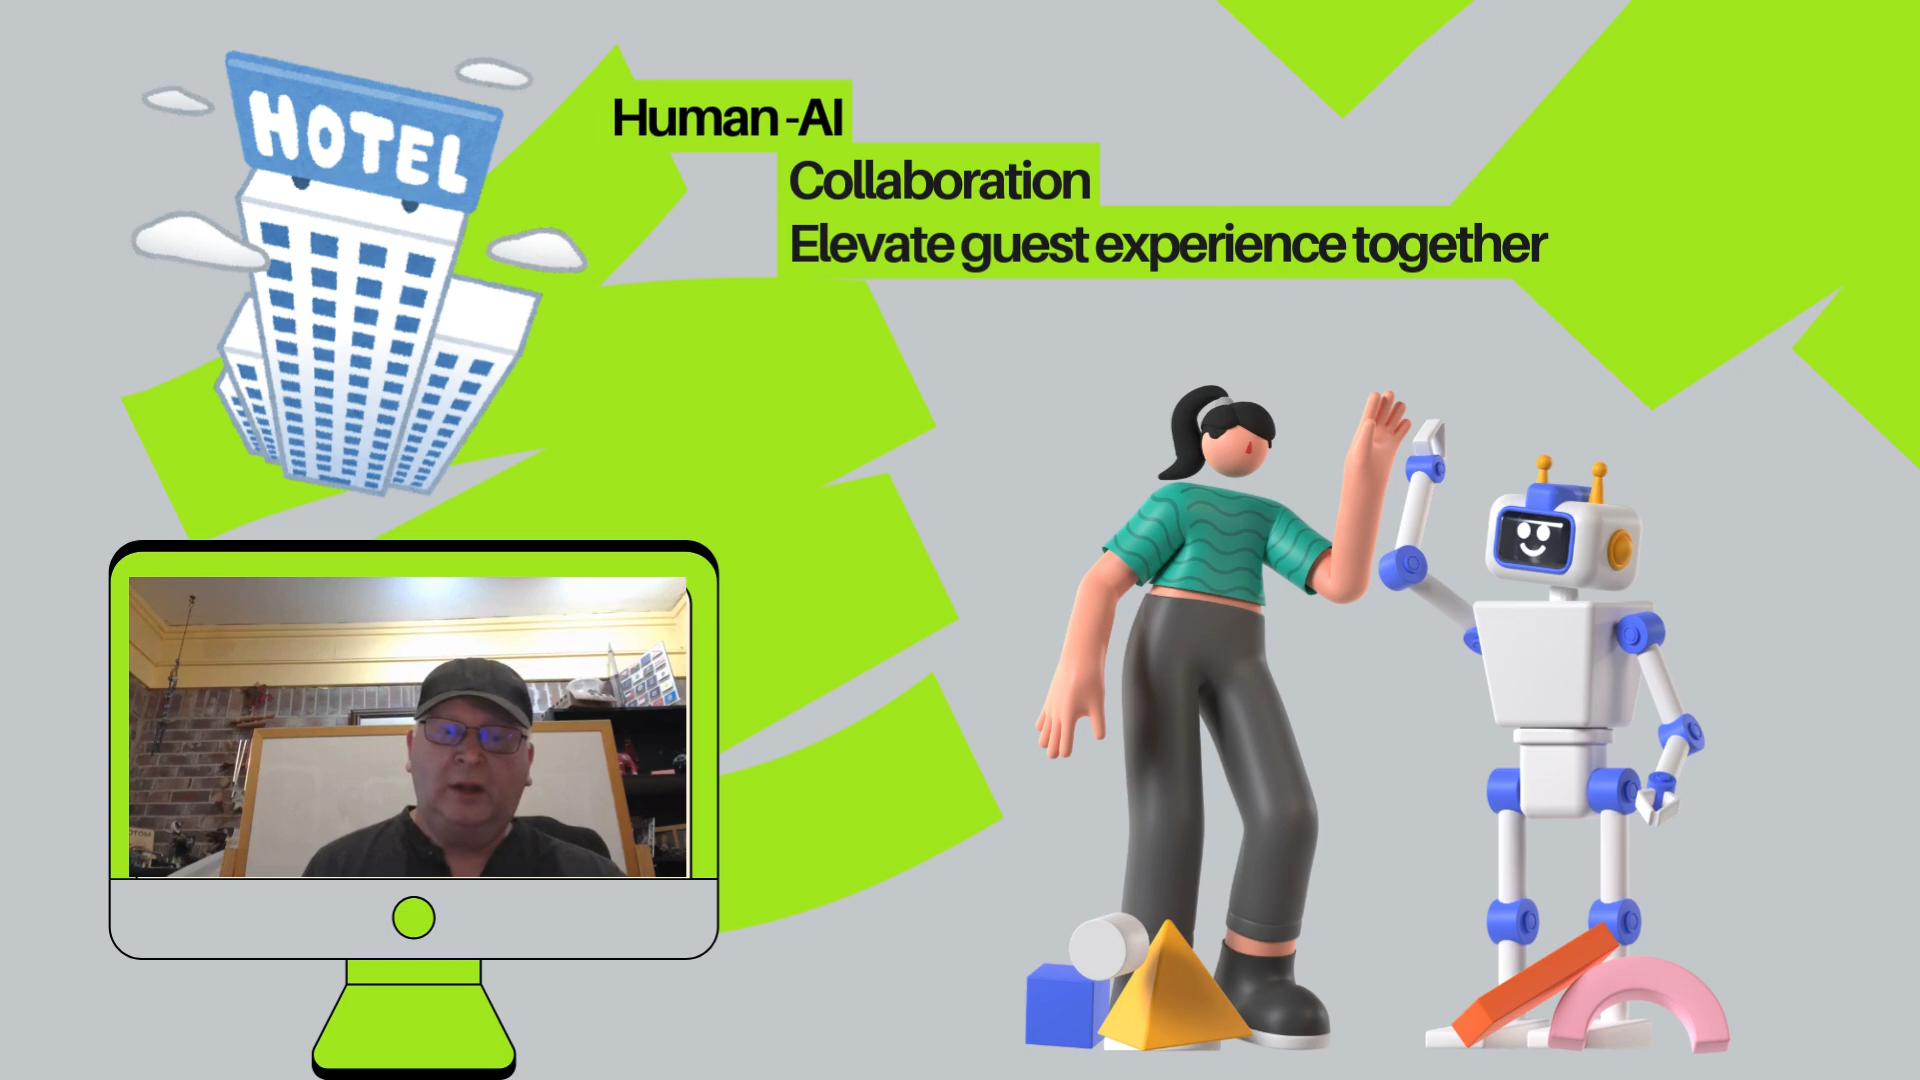 HOTEL
Human -AI
Collaboration
Elevate guest experience together